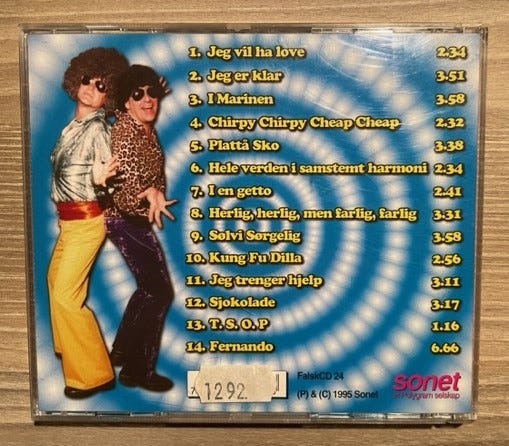 1. Jeg vil ha love 2.34
2. Jeg er klar 3.51
3. I Marinen 3.58
4. Chirpy Chirpy Cheap Cheap 2.32
5. Plattå Sko 3.38
6. Hele verden i samstemt harmoni 2.34
7. I en getto 2.41
8. Herlig, herlig, men farlig, farlig 3.31
9. Sølvi Sørgelig 3.58
10. Kung Fu Dilla 2.56
11. Jeg trenger hjelp 3.11
12. Sjokolade 3.17
13. T. S. O. P 1.16
14. Fernando 6.66
1292
FalskCD 24
(P) & (C) 1995 Sonet
sonet
et Polygram selskap